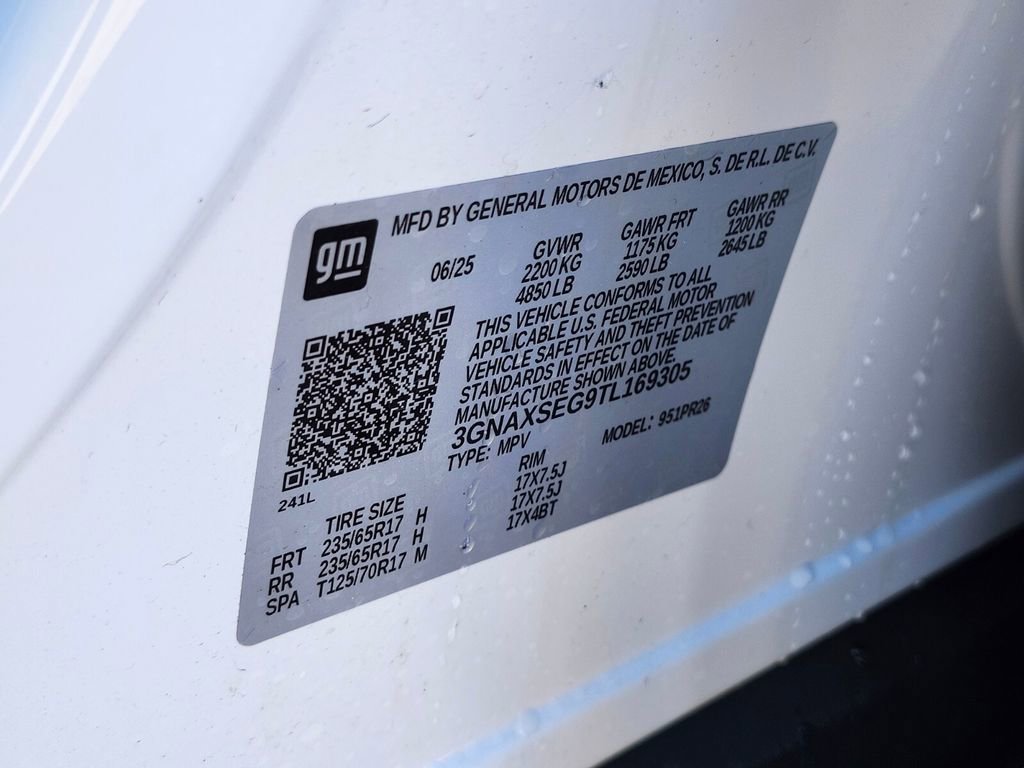 gm
MFD BY GENERAL MOTORS DE MEXICO, S. DE R.L. DE C.V.
06/25 GVWR GAWR FRT GAWR RR
2200 KG 1175 KG 1200 KG
4850 LB 2590 LB 2645 LB
THIS VEHICLE CONFORMS TO ALL
APPLICABLE U.S. FEDERAL MOTOR
VEHICLE SAFETY AND THEFT PREVENTION
STANDARDS IN EFFECT ON THE DATE OF
MANUFACTURE SHOWN ABOVE.
3GNAXSEG9TL169305
TYPE: MPV MODEL: 951PR26
241L
TIRE SIZE RIM
FRT 235/65R17 H 17X7.5J
RR 235/65R17 H 17X7.5J
SPA T125/70R17 M 17X4BT